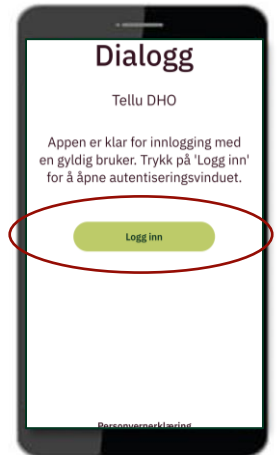 Dialogg
Tellu DHO
Appen er klar for innlogging med
en gyldig bruker. Trykk på 'Logg inn'
for å åpne autentiseringsvinduet.
Logg inn
Personvernerklæring